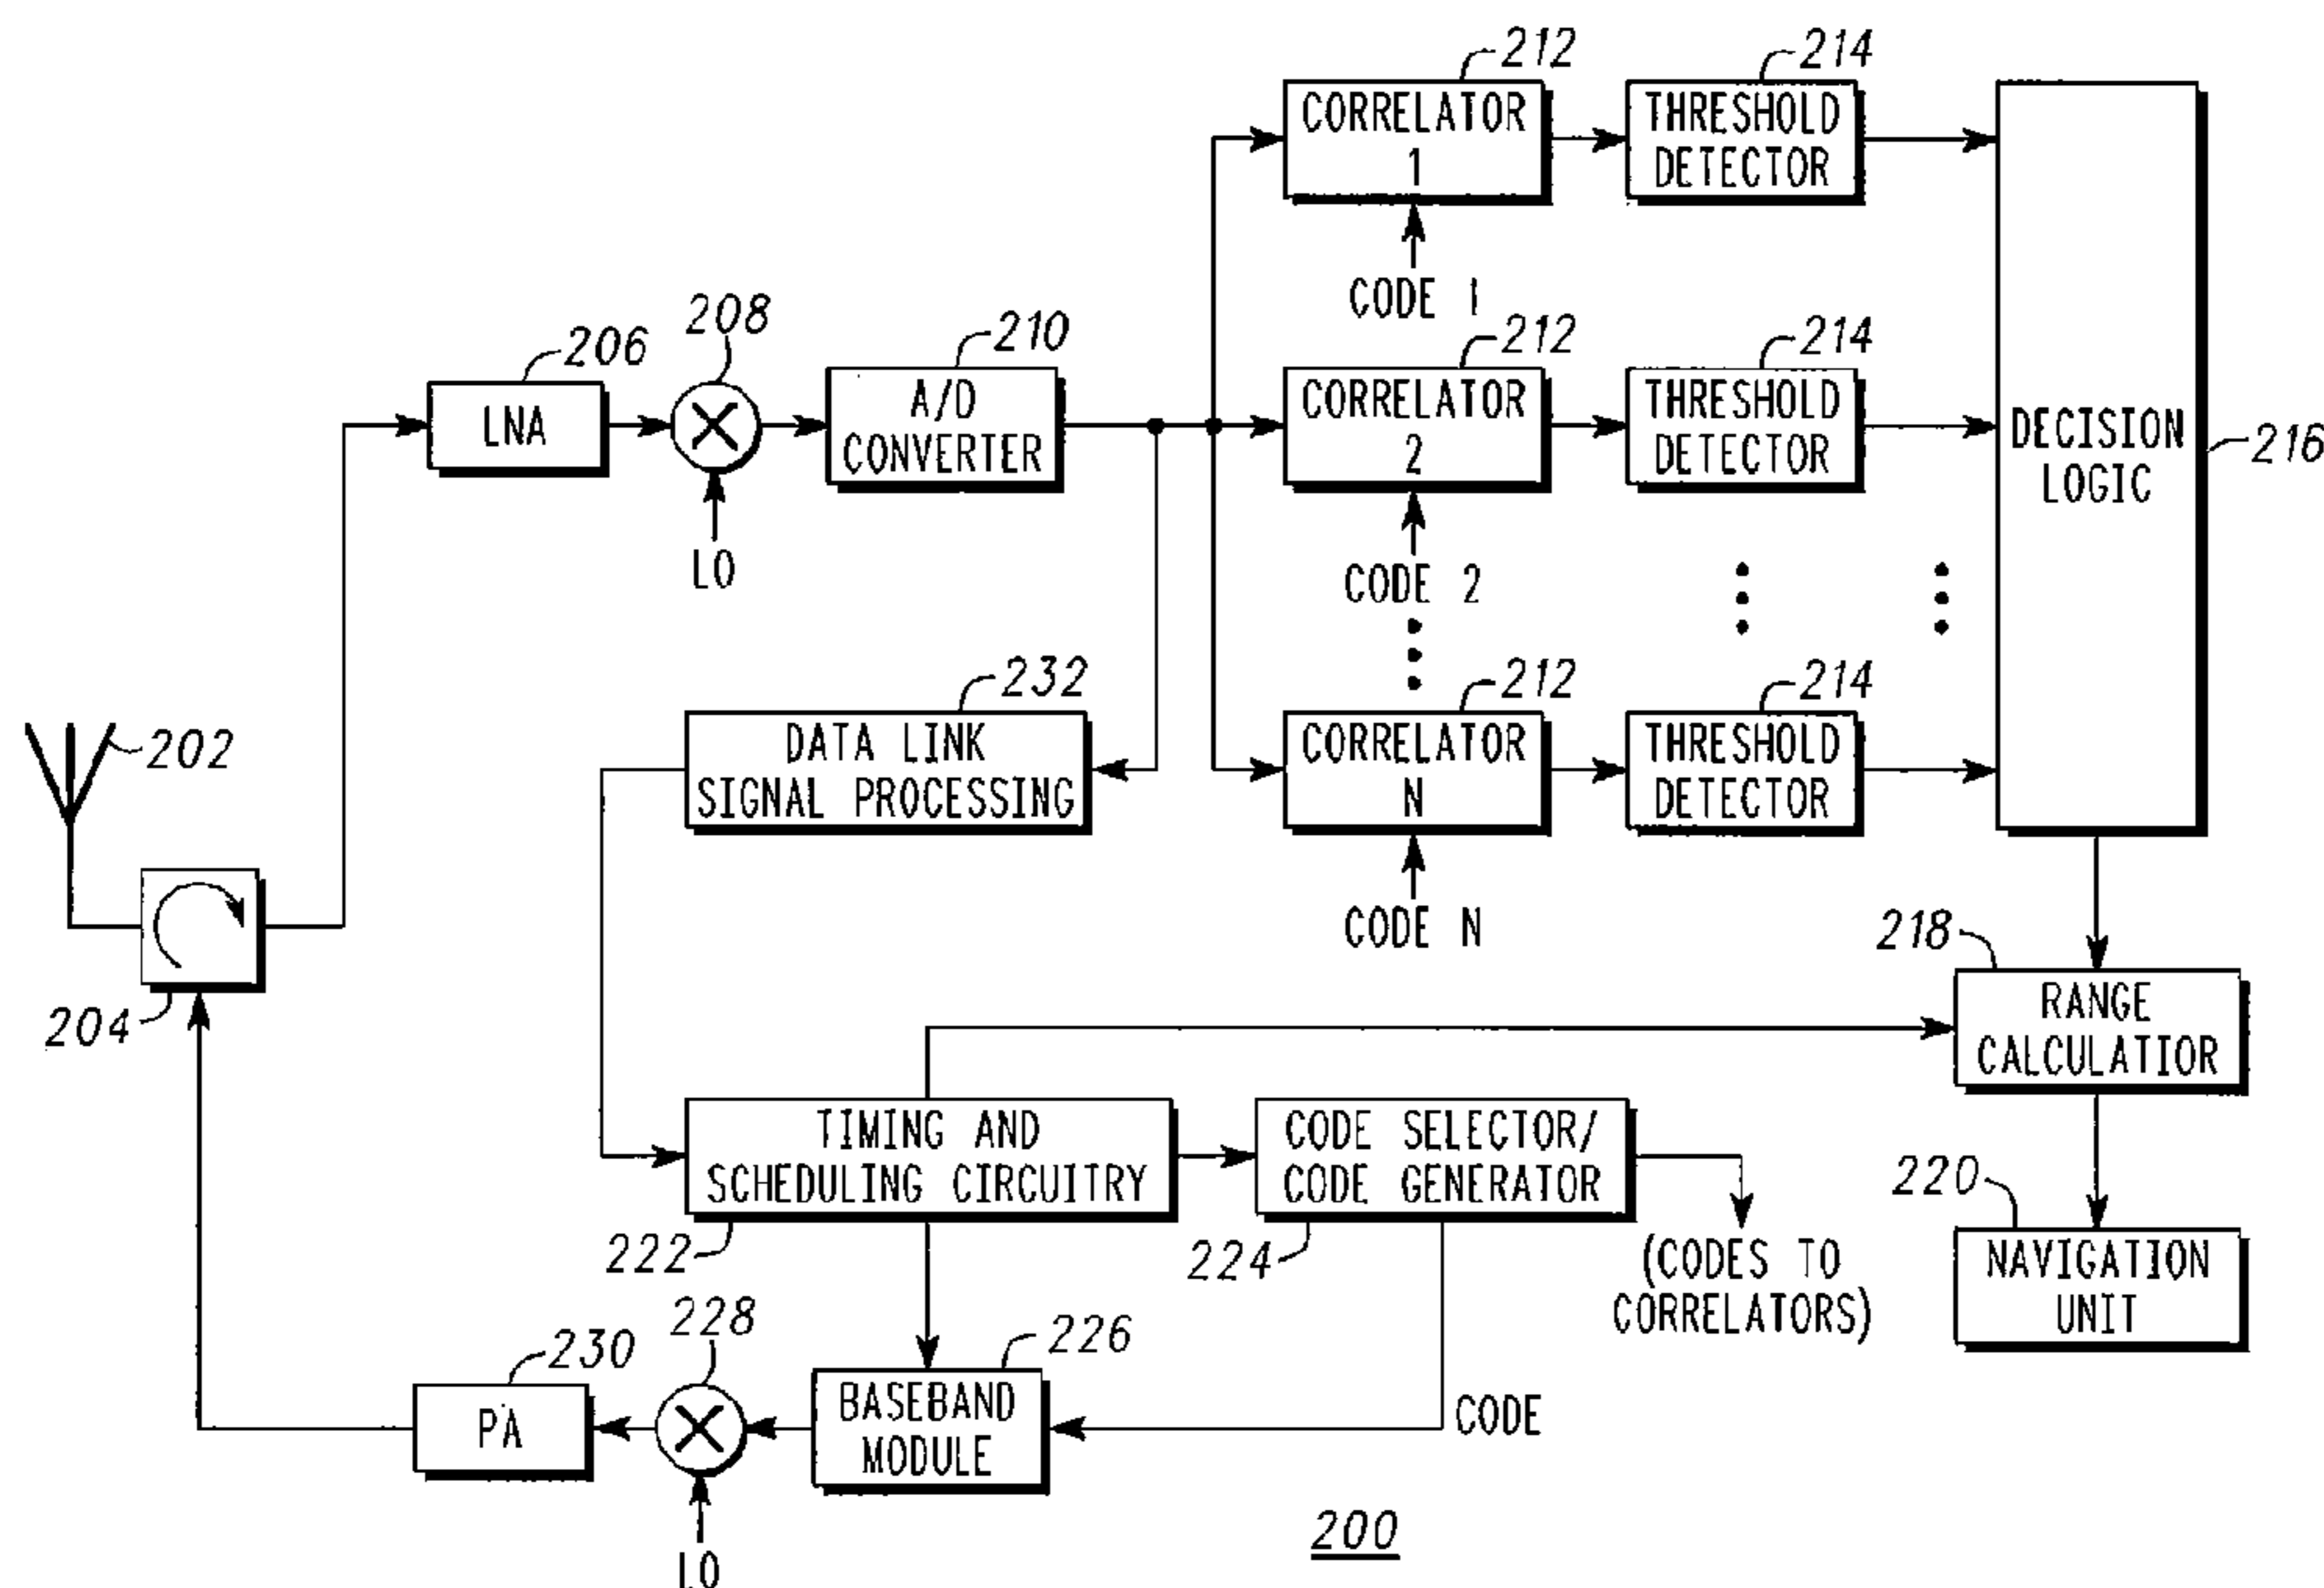 212
214
212
214
212
214
CORRELATOR
1
THRESHOLD
DETECTOR
CODE 1
208
206
210
LNA
A/D
CONVERTER
LO
CORRELATOR
2
THRESHOLD
DETECTOR
DECISION
LOGIC
216
CODE 2
232
DATA LINK
SIGNAL PROCESSING
CORRELATOR
N
THRESHOLD
DETECTOR
202
CODE N
204
218
RANGE
CALCULATIOR
TIMING AND
SCHEDULING CIRCUITRY
222
CODE SELECTOR/
CODE GENERATOR
224
(CODES TO
CORRELATORS)
220
NAVIGATION
UNIT
228
230
226
PA
BASEBAND
MODULE
CODE
LO
200